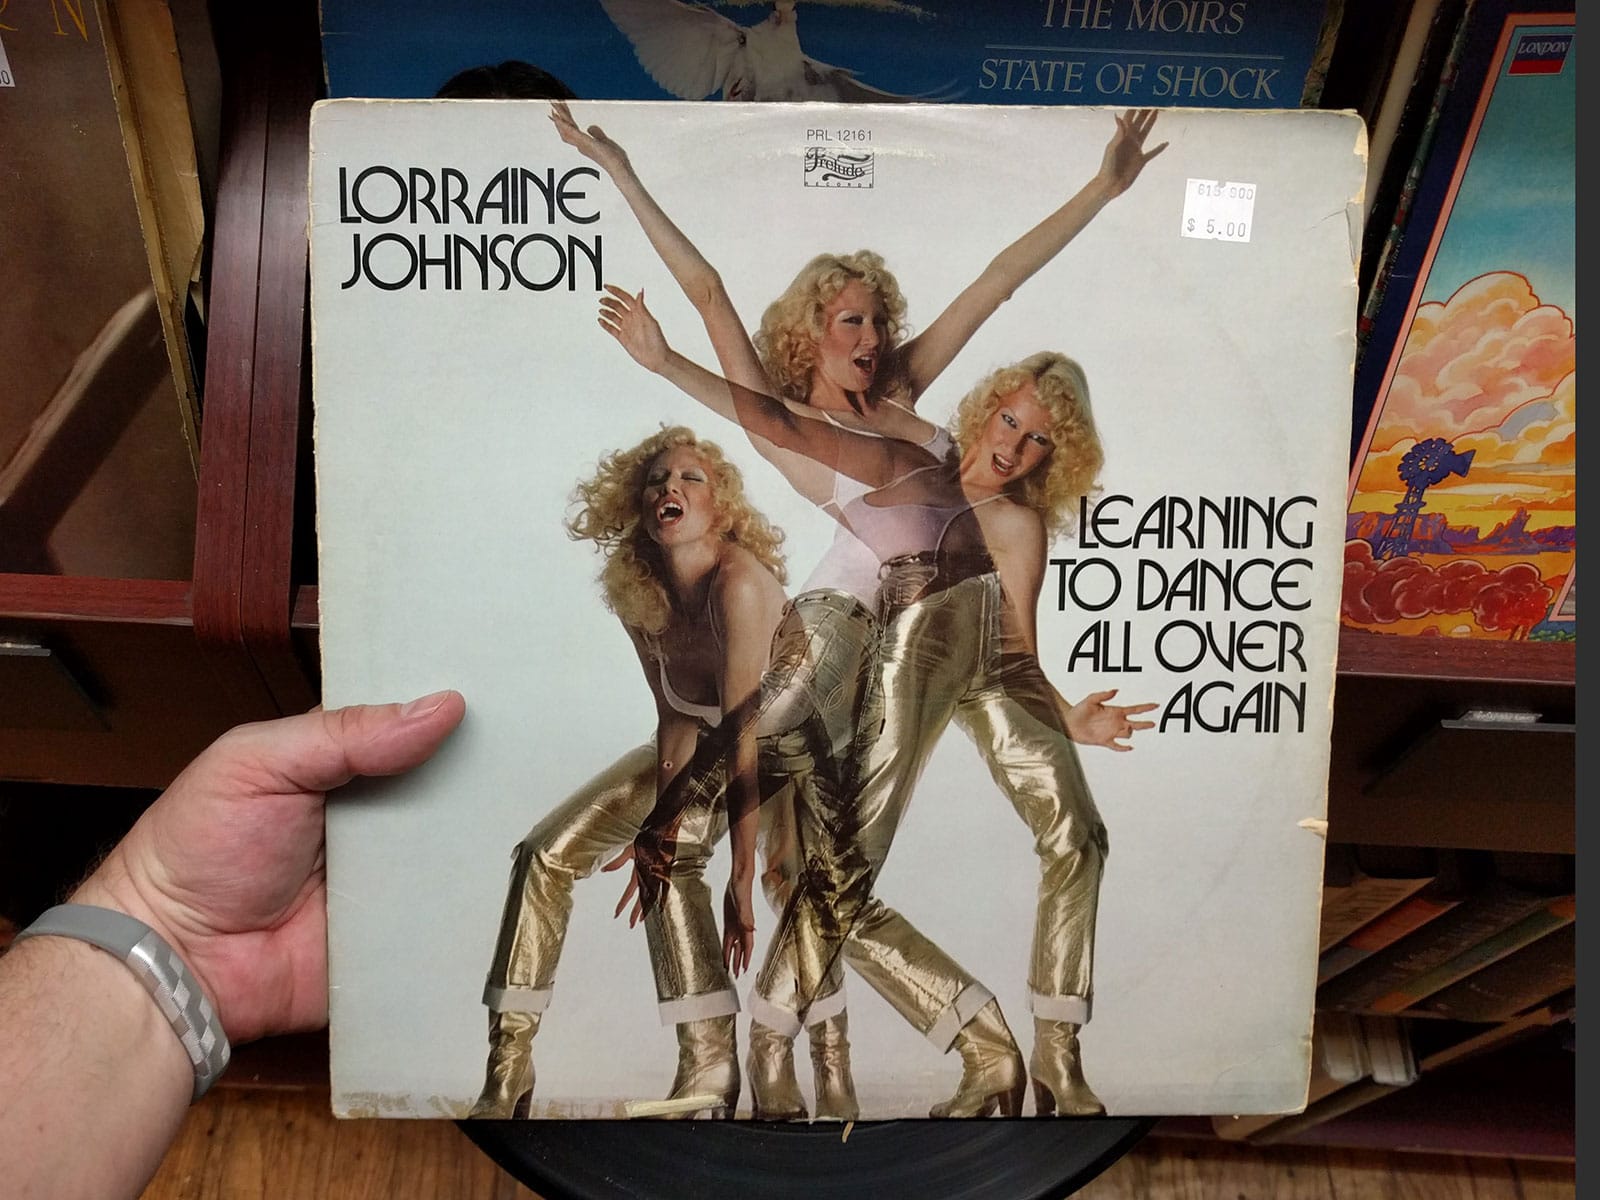 THE MOIRS
STATE OF SHOCK
LONDON
PRL 12161
Prelude
RECORDS
$ 5.00
LORRAINE
JOHNSON
LEARNING
TO DANCE
ALL OVER
AGAIN